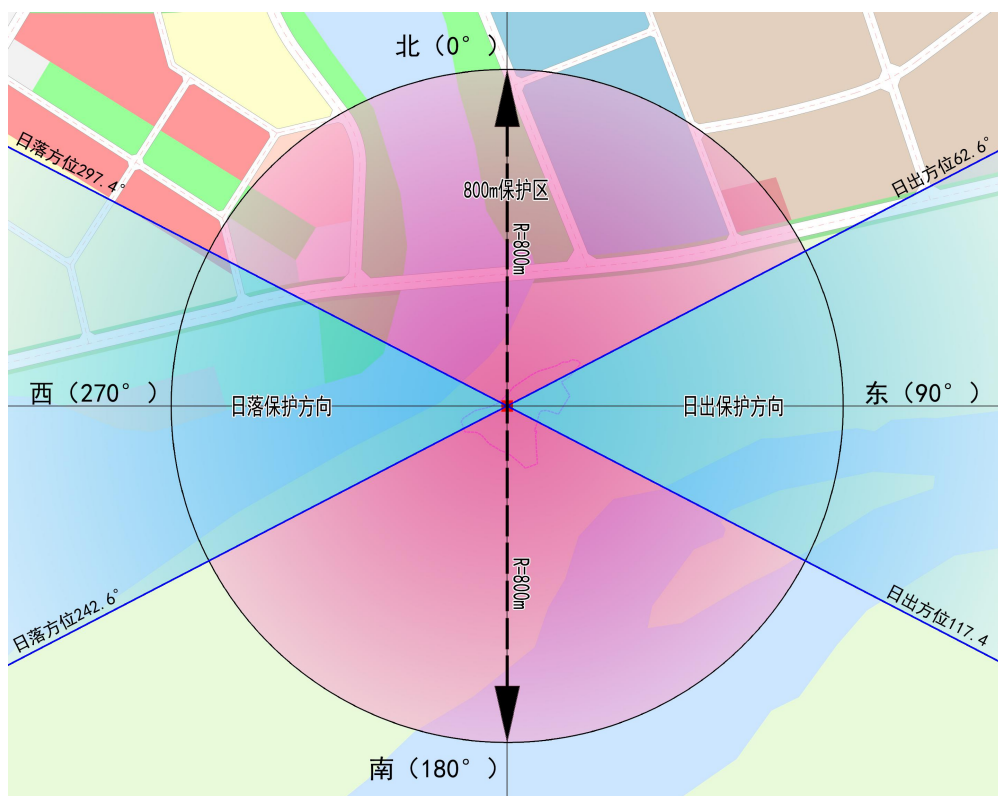 北（0°）
日落方位297.4°
日出方位62.6°
800m保护区
R=800m
西（270°）
日落保护方向
日出保护方向
东（90°）
R=800m
日落方位242.6°
日出方位117.4
南（180°）